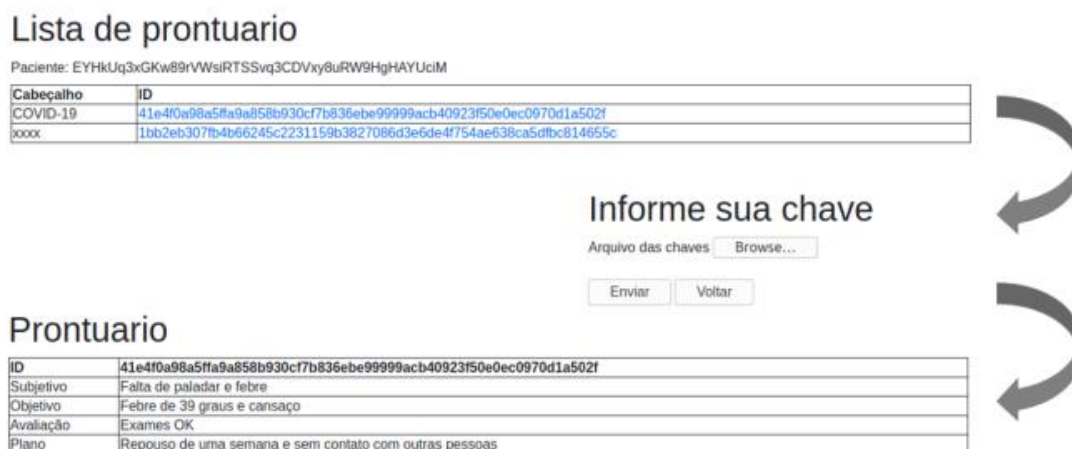 Lista de prontuario
Paciente: EYHkUq3xGKw89rVWsiRTSSvq3CDVxy8uRW9HgHAYUciM
Cabeçalho ID
COVID-19 41e4f0a98a5ffa9a858b930cf7b836ebe99999acb40923f50e0ec0970d1a502f
xxxx 1bb2eb307fb4b66245c2231159b3827086d3e6de4f754ae638ca5dfbc814655c
Informe sua chave
Arquivo das chaves Browse...
Enviar Voltar
Prontuario
ID 41e4f0a98a5ffa9a858b930cf7b836ebe99999acb40923f50e0ec0970d1a502f
Subjetivo Falta de paladar e febre
Objetivo Febre de 39 graus e cansaço
Avaliação Exames OK
Plano Repouso de uma semana e sem contato com outras pessoas